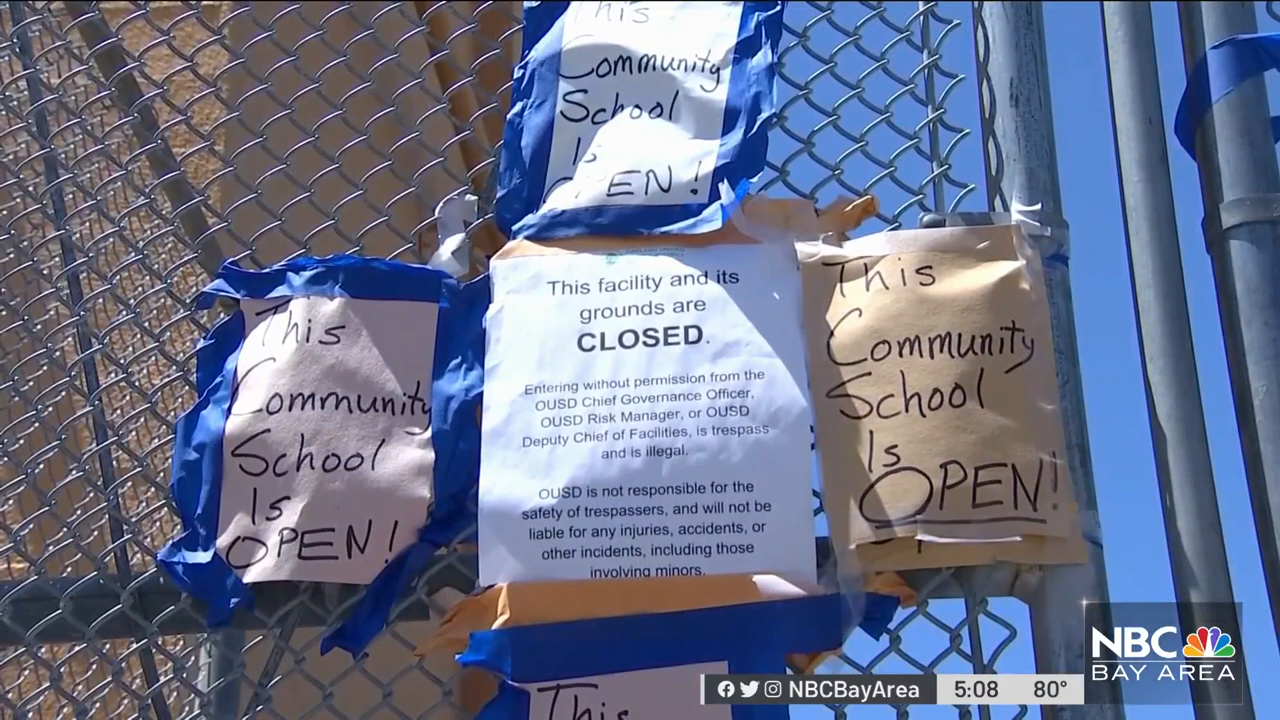 This
Community
School
Is
OPEN!
This
Community
School
Is
OPEN!
This facility and its
grounds are
CLOSED.
Entering without permission from the
OUSD Chief Governance Officer,
OUSD Risk Manager, or OUSD
Deputy Chief of Facilities, is trespass
and is illegal.
OUSD is not responsible for the
safety of trespassers, and will not be
liable for any injuries, accidents, or
other incidents, including those
involving minors.
This
Community
School
Is
OPEN!
This
NBCBayArea 5:08 80°
NBC
BAY AREA